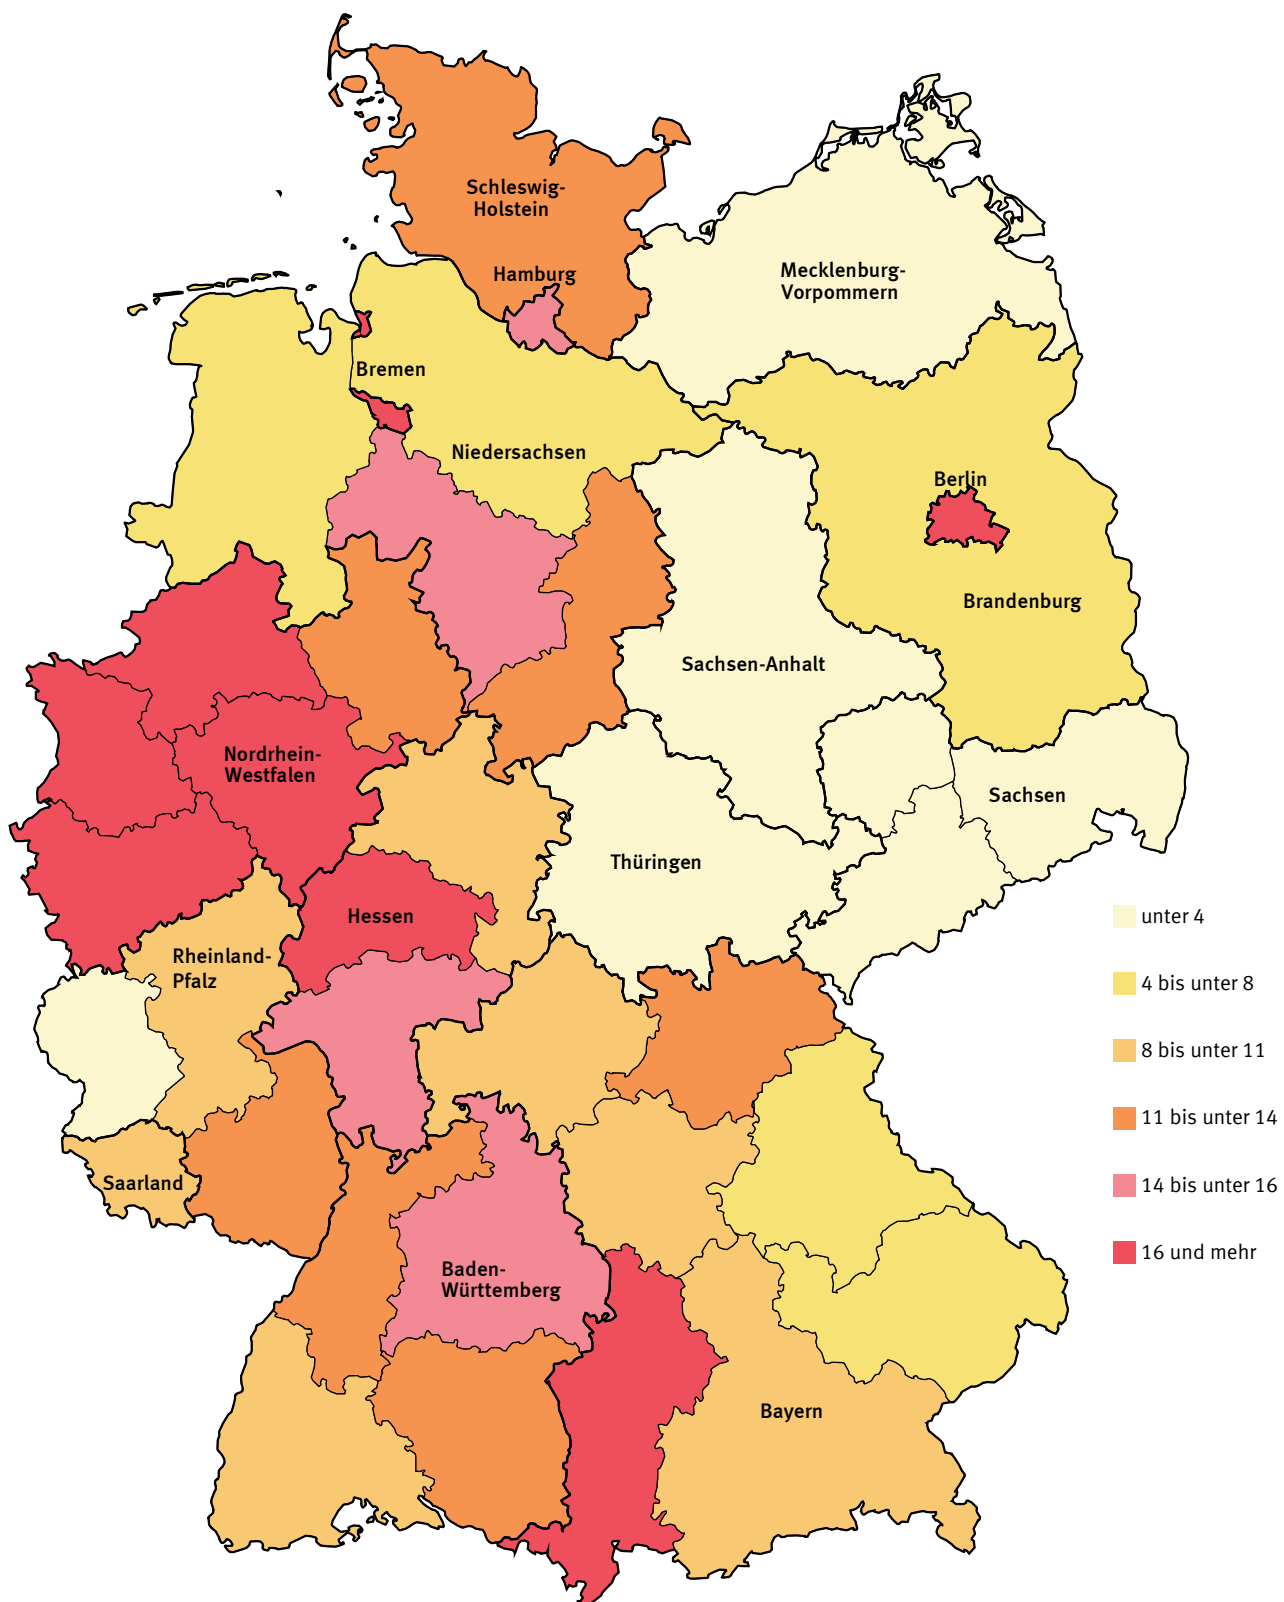 Schleswig-
Holstein
Hamburg
Mecklenburg-
Vorpommern
Bremen
Niedersachsen
Berlin
Brandenburg
Sachsen-Anhalt
Nordrhein-
Westfalen
Sachsen
Thüringen
Hessen
Rheinland-
Pfalz
Saarland
Baden-
Württemberg
Bayern
unter 4
4 bis unter 8
8 bis unter 11
11 bis unter 14
14 bis unter 16
16 und mehr